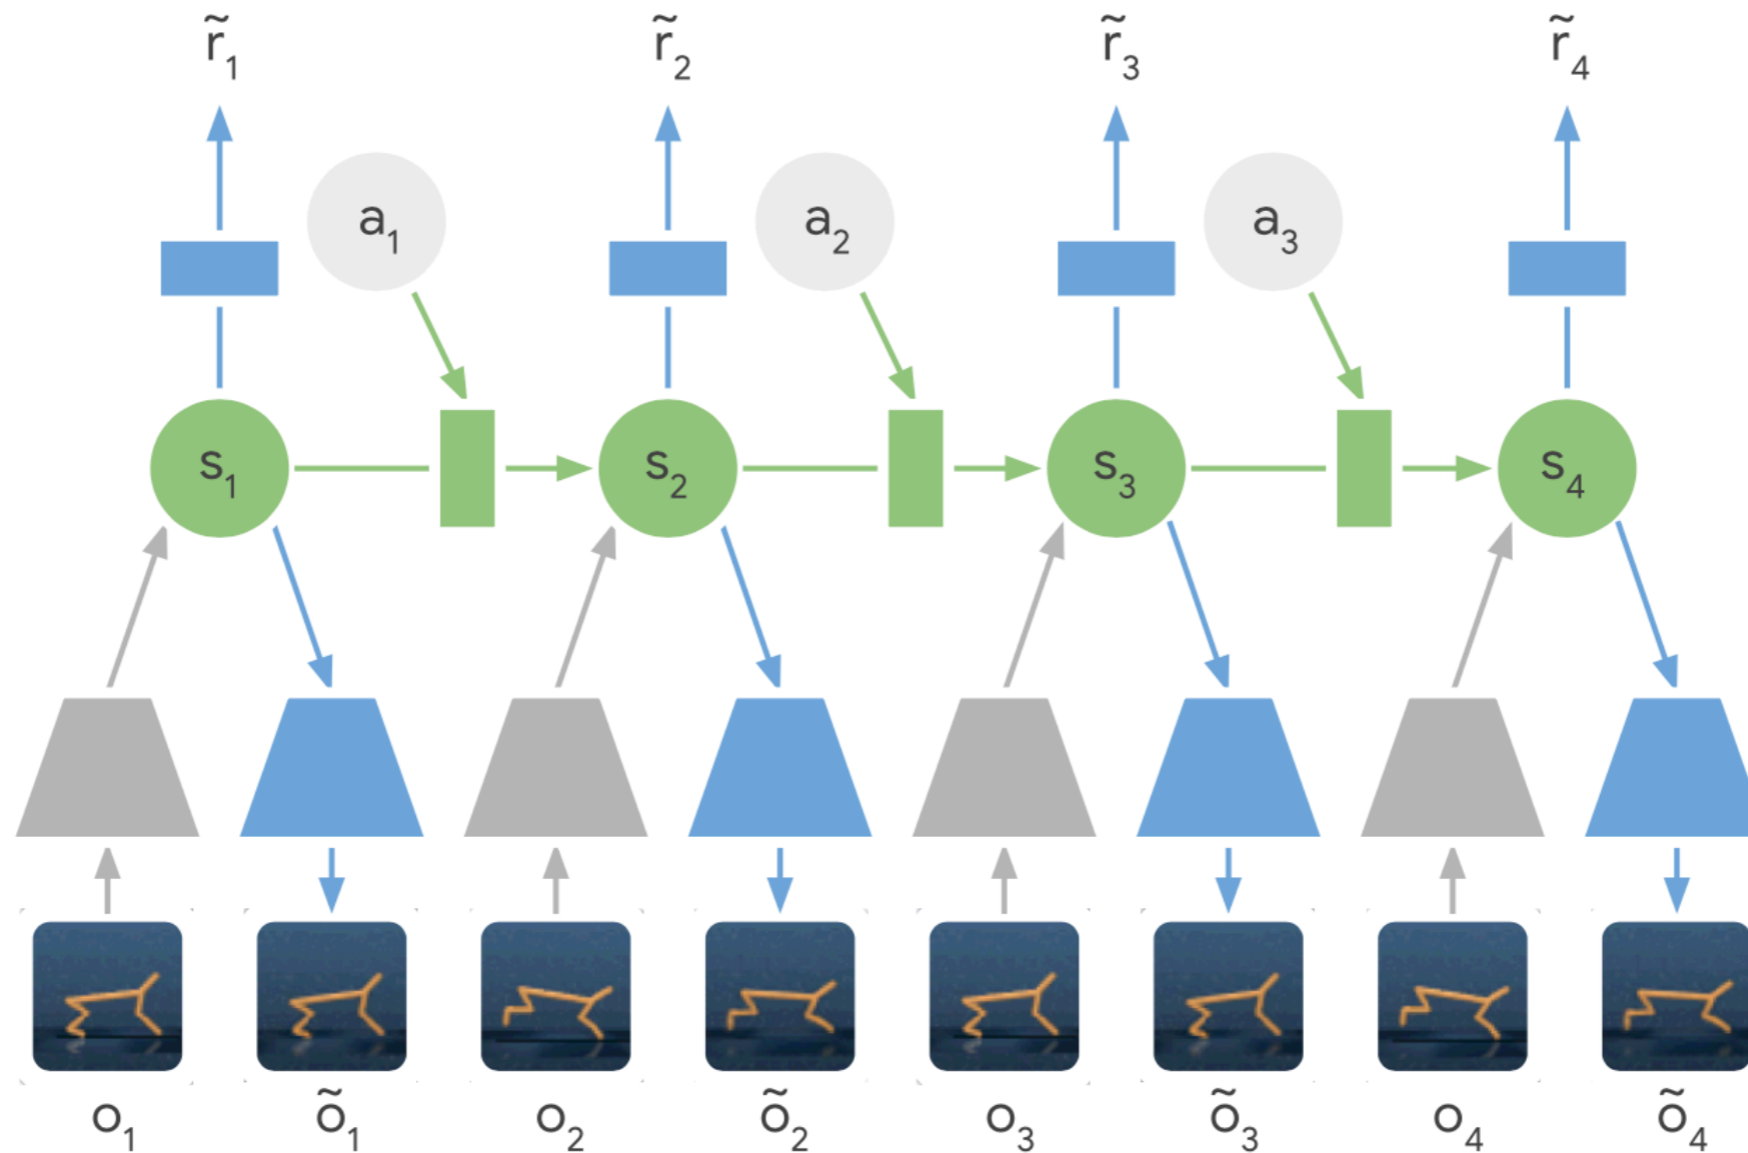 r̃₁ r̃₂ r̃₃ r̃₄
a₁ a₂ a₃
s₁ s₂ s₃ s₄
o₁ õ₁ o₂ õ₂ o₃ õ₃ o₄ õ₄